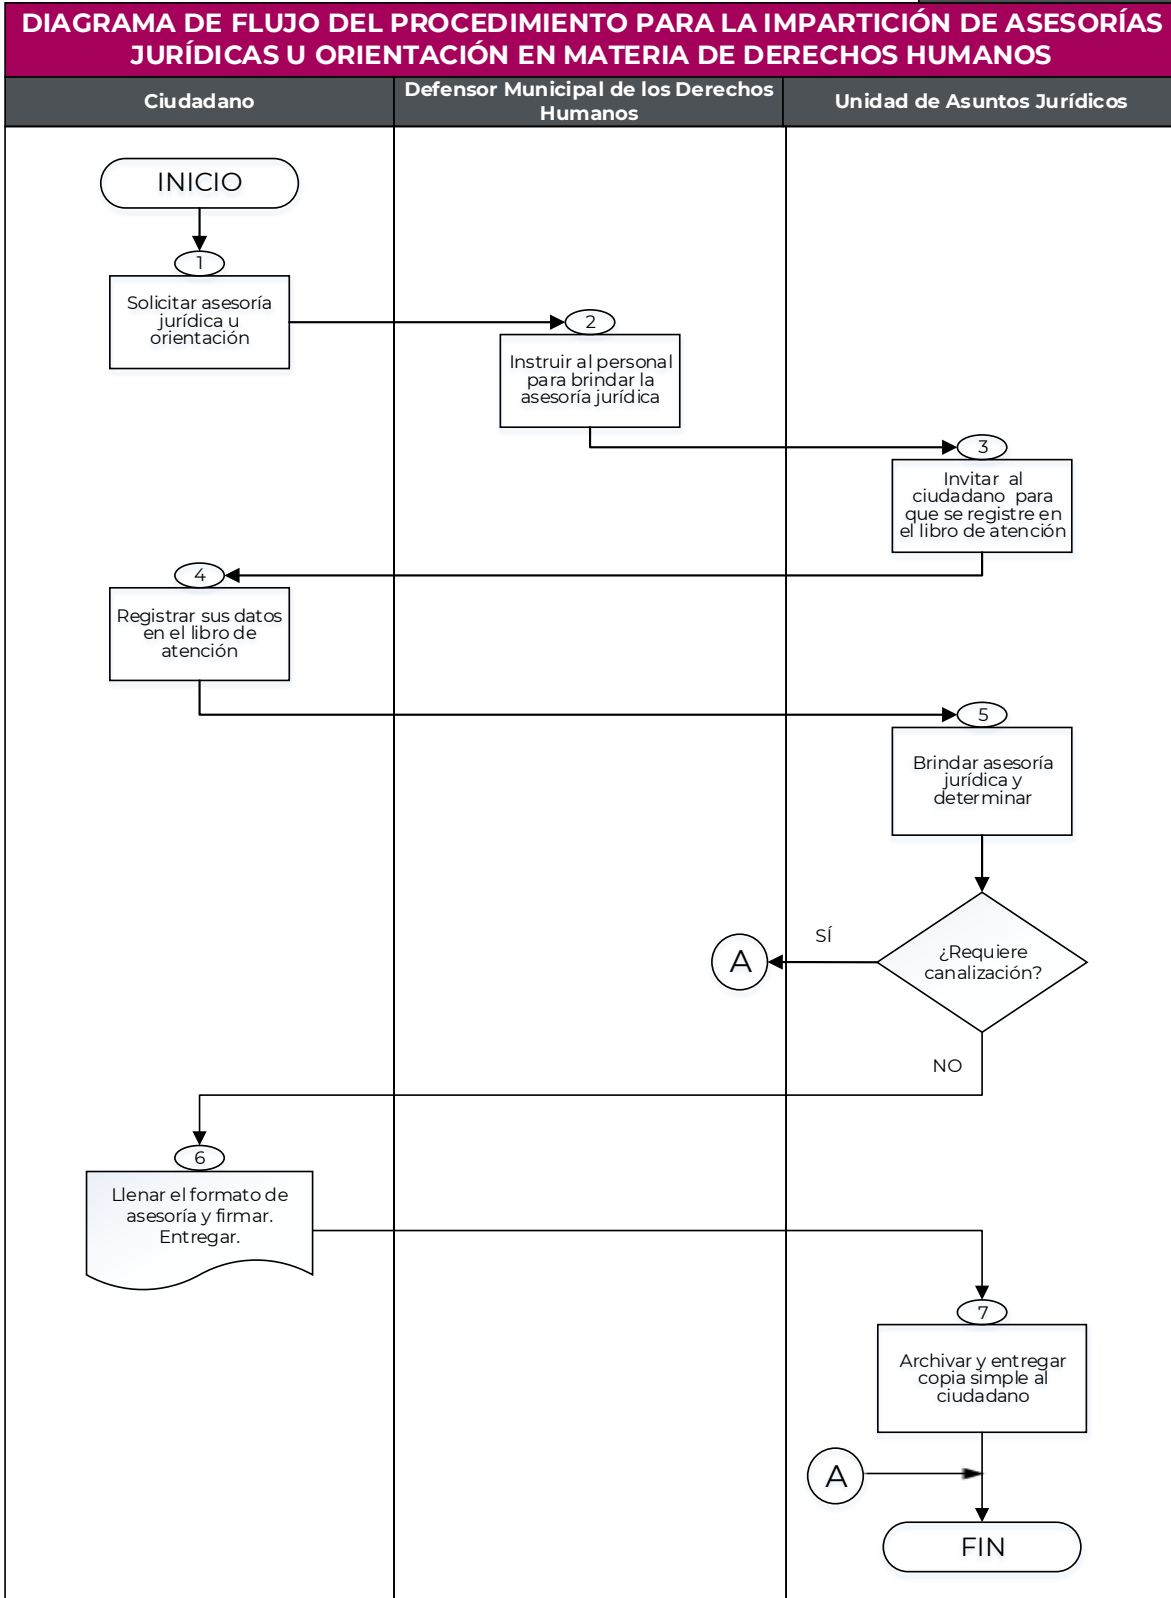 DIAGRAMA DE FLUJO DEL PROCEDIMIENTO PARA LA IMPARTICIÓN DE ASESORÍAS
JURÍDICAS U ORIENTACIÓN EN MATERIA DE DERECHOS HUMANOS
Ciudadano
Defensor Municipal de los Derechos
Humanos
Unidad de Asuntos Jurídicos
INICIO
1
Solicitar asesoría
jurídica u
orientación
2
Instruir al personal
para brindar la
asesoría jurídica
3
Invitar al
ciudadano para
que se registre en
el libro de atención
4
Registrar sus datos
en el libro de
atención
5
Brindar asesoría
jurídica y
determinar
¿Requiere
canalización?
SÍ
A
NO
6
Llenar el formato de
asesoría y firmar.
Entregar.
7
Archivar y entregar
copia simple al
ciudadano
A
FIN